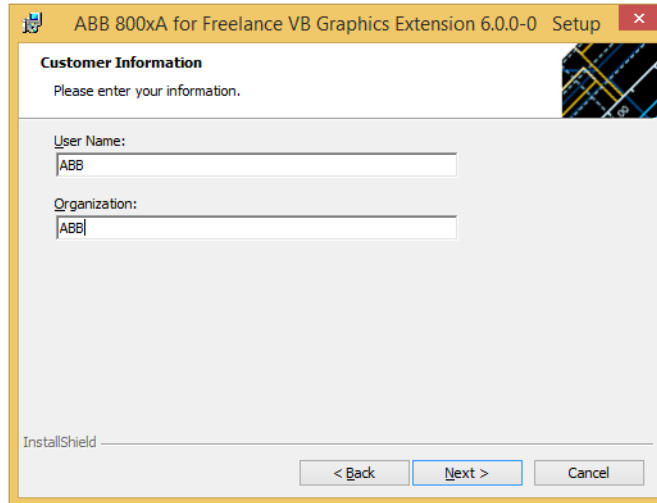 ABB 800xA for Freelance VB Graphics Extension 6.0.0-0 Setup
Customer Information
Please enter your information.
User Name:
ABB
Organization:
ABB
InstallShield
< Back Next > Cancel